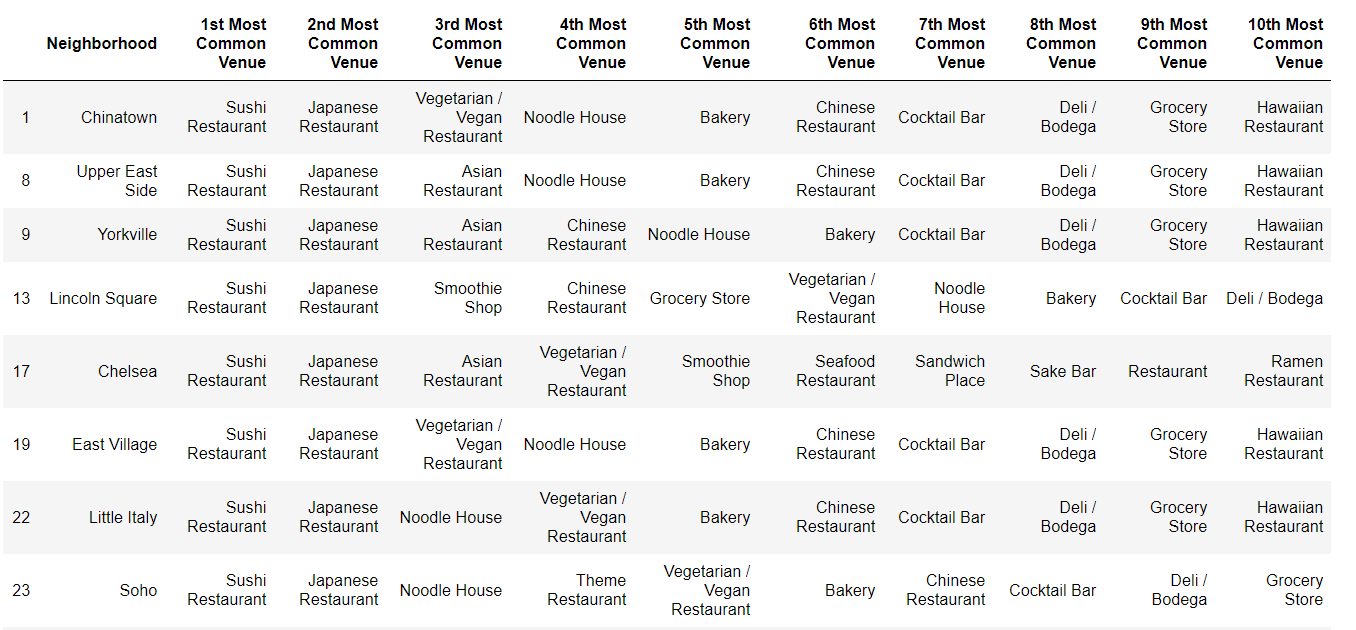 Neighborhood 1st Most Common Venue 2nd Most Common Venue 3rd Most Common Venue 4th Most Common Venue 5th Most Common Venue 6th Most Common Venue 7th Most Common Venue 8th Most Common Venue 9th Most Common Venue 10th Most Common Venue
1 Chinatown Sushi Restaurant Japanese Restaurant Vegetarian / Vegan Restaurant Noodle House Bakery Chinese Restaurant Cocktail Bar Deli / Bodega Grocery Store Hawaiian Restaurant
8 Upper East Side Sushi Restaurant Japanese Restaurant Asian Restaurant Noodle House Bakery Chinese Restaurant Cocktail Bar Deli / Bodega Grocery Store Hawaiian Restaurant
9 Yorkville Sushi Restaurant Japanese Restaurant Asian Restaurant Chinese Restaurant Noodle House Bakery Cocktail Bar Deli / Bodega Grocery Store Hawaiian Restaurant
13 Lincoln Square Sushi Restaurant Japanese Restaurant Smoothie Shop Chinese Restaurant Grocery Store Vegetarian / Vegan Restaurant Noodle House Bakery Cocktail Bar Deli / Bodega
17 Chelsea Sushi Restaurant Japanese Restaurant Asian Restaurant Vegetarian / Vegan Restaurant Smoothie Shop Seafood Restaurant Sandwich Place Sake Bar Restaurant Ramen Restaurant
19 East Village Sushi Restaurant Japanese Restaurant Vegetarian / Vegan Restaurant Noodle House Bakery Chinese Restaurant Cocktail Bar Deli / Bodega Grocery Store Hawaiian Restaurant
22 Little Italy Sushi Restaurant Japanese Restaurant Noodle House Vegetarian / Vegan Restaurant Bakery Chinese Restaurant Cocktail Bar Deli / Bodega Grocery Store Hawaiian Restaurant
23 Soho Sushi Restaurant Japanese Restaurant Noodle House Theme Restaurant Vegetarian / Vegan Restaurant Bakery Chinese Restaurant Cocktail Bar Deli / Bodega Grocery Store